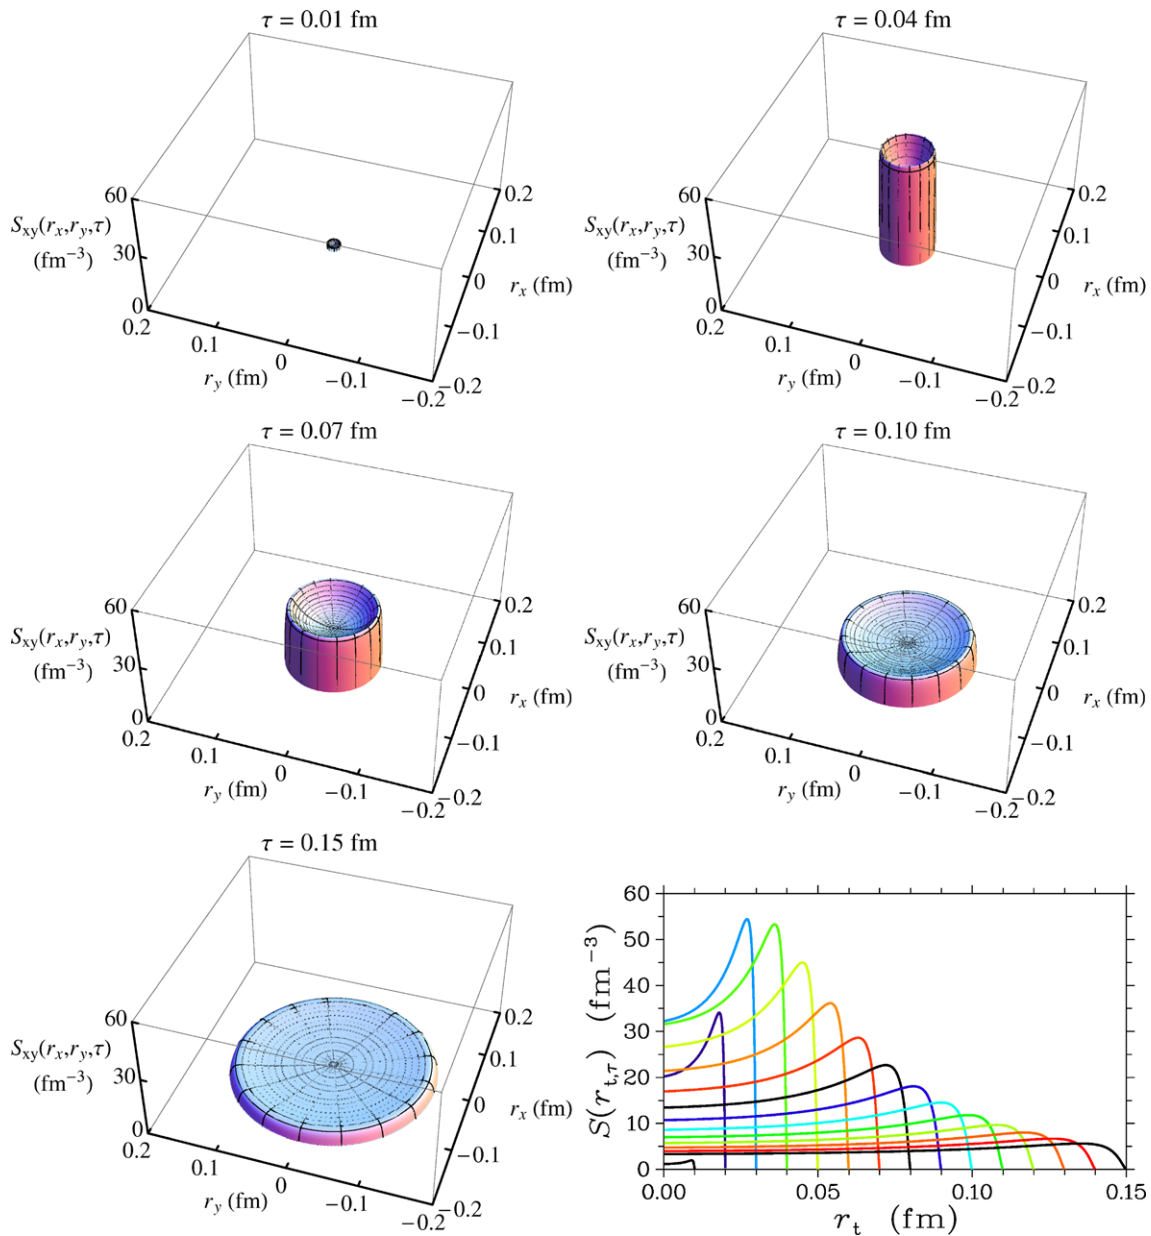 τ = 0.01 fm
60
S_xy(r_x,r_y,τ)
(fm⁻³)
30
0
0.2
0.1
0
−0.1
−0.2
r_y (fm)
0.2
0.1
0
−0.1
−0.2
r_x (fm)
τ = 0.04 fm
60
S_xy(r_x,r_y,τ)
(fm⁻³)
30
0
0.2
0.1
0
−0.1
−0.2
r_y (fm)
0.2
0.1
0
−0.1
−0.2
r_x (fm)
τ = 0.07 fm
60
S_xy(r_x,r_y,τ)
(fm⁻³)
30
0
0.2
0.1
0
−0.1
−0.2
r_y (fm)
0.2
0.1
0
−0.1
−0.2
r_x (fm)
τ = 0.10 fm
60
S_xy(r_x,r_y,τ)
(fm⁻³)
30
0
0.2
0.1
0
−0.1
−0.2
r_y (fm)
0.2
0.1
0
−0.1
−0.2
r_x (fm)
τ = 0.15 fm
60
S_xy(r_x,r_y,τ)
(fm⁻³)
30
0
0.2
0.1
0
−0.1
−0.2
r_y (fm)
0.2
0.1
0
−0.1
−0.2
r_x (fm)
S(r_t,τ) (fm⁻³)
60
50
40
30
20
10
0
0.00
0.05
0.10
0.15
r_t (fm)